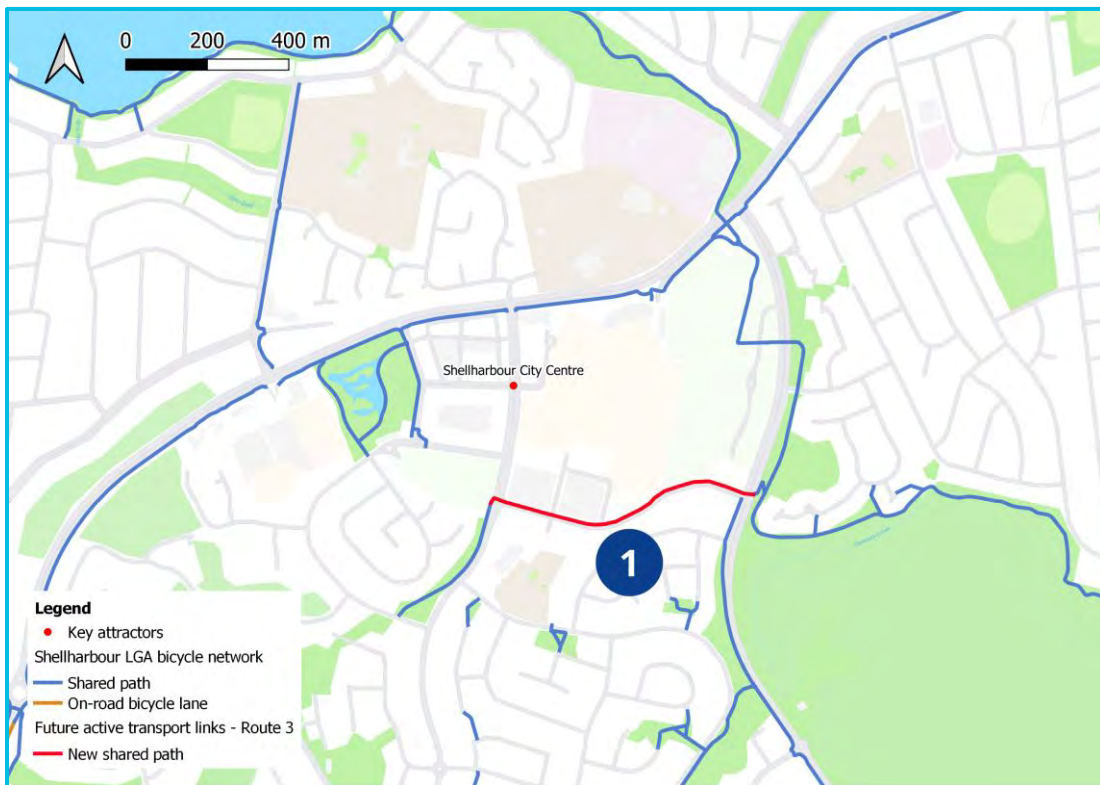 0 200 400 m
Shellharbour City Centre
1
Legend
Key attractors
Shellharbour LGA bicycle network
Shared path
On-road bicycle lane
Future active transport links - Route 3
New shared path